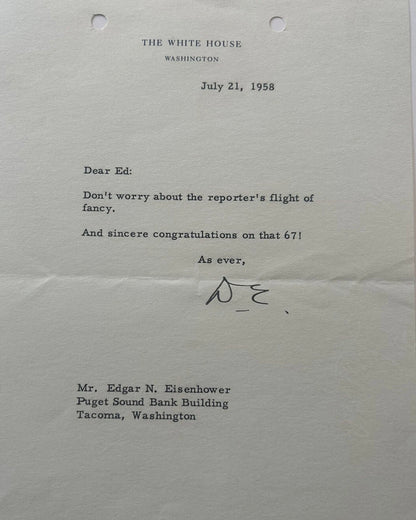 THE WHITE HOUSE
WASHINGTON
July 21, 1958
Dear Ed:
Don't worry about the reporter's flight of
fancy.
And sincere congratulations on that 67!
As ever,
D.E.
Mr. Edgar N. Eisenhower
Puget Sound Bank Building
Tacoma, Washington